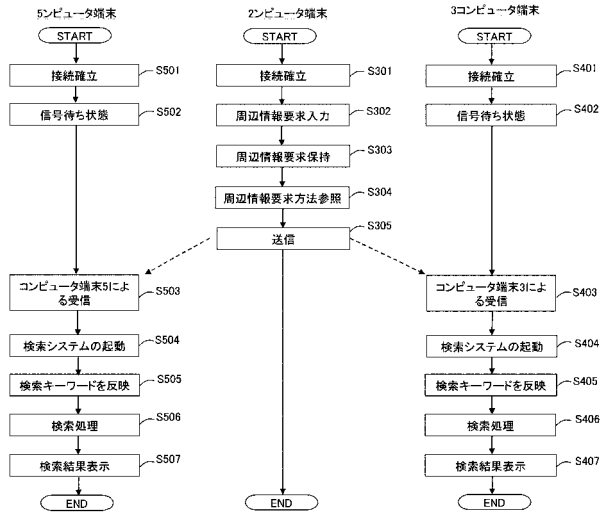 5ンピュータ端末
START
接続確立
S501
信号待ち状態
S502
コンピュータ端末5によ
る受信
S503
検索システムの起動
S504
検索キーワードを反映
S505
検索処理
S506
検索結果表示
S507
END
2ンピュータ端末
START
接続確立
S301
周辺情報要求入力
S302
周辺情報要求保持
S303
周辺情報要求方法参照
S304
送信
S305
END
3コンピュータ端末
START
接続確立
S401
信号待ち状態
S402
コンピュータ端末3によ
る受信
S403
検索システムの起動
S404
検索キーワードを反映
S405
検索処理
S406
検索結果表示
S407
END